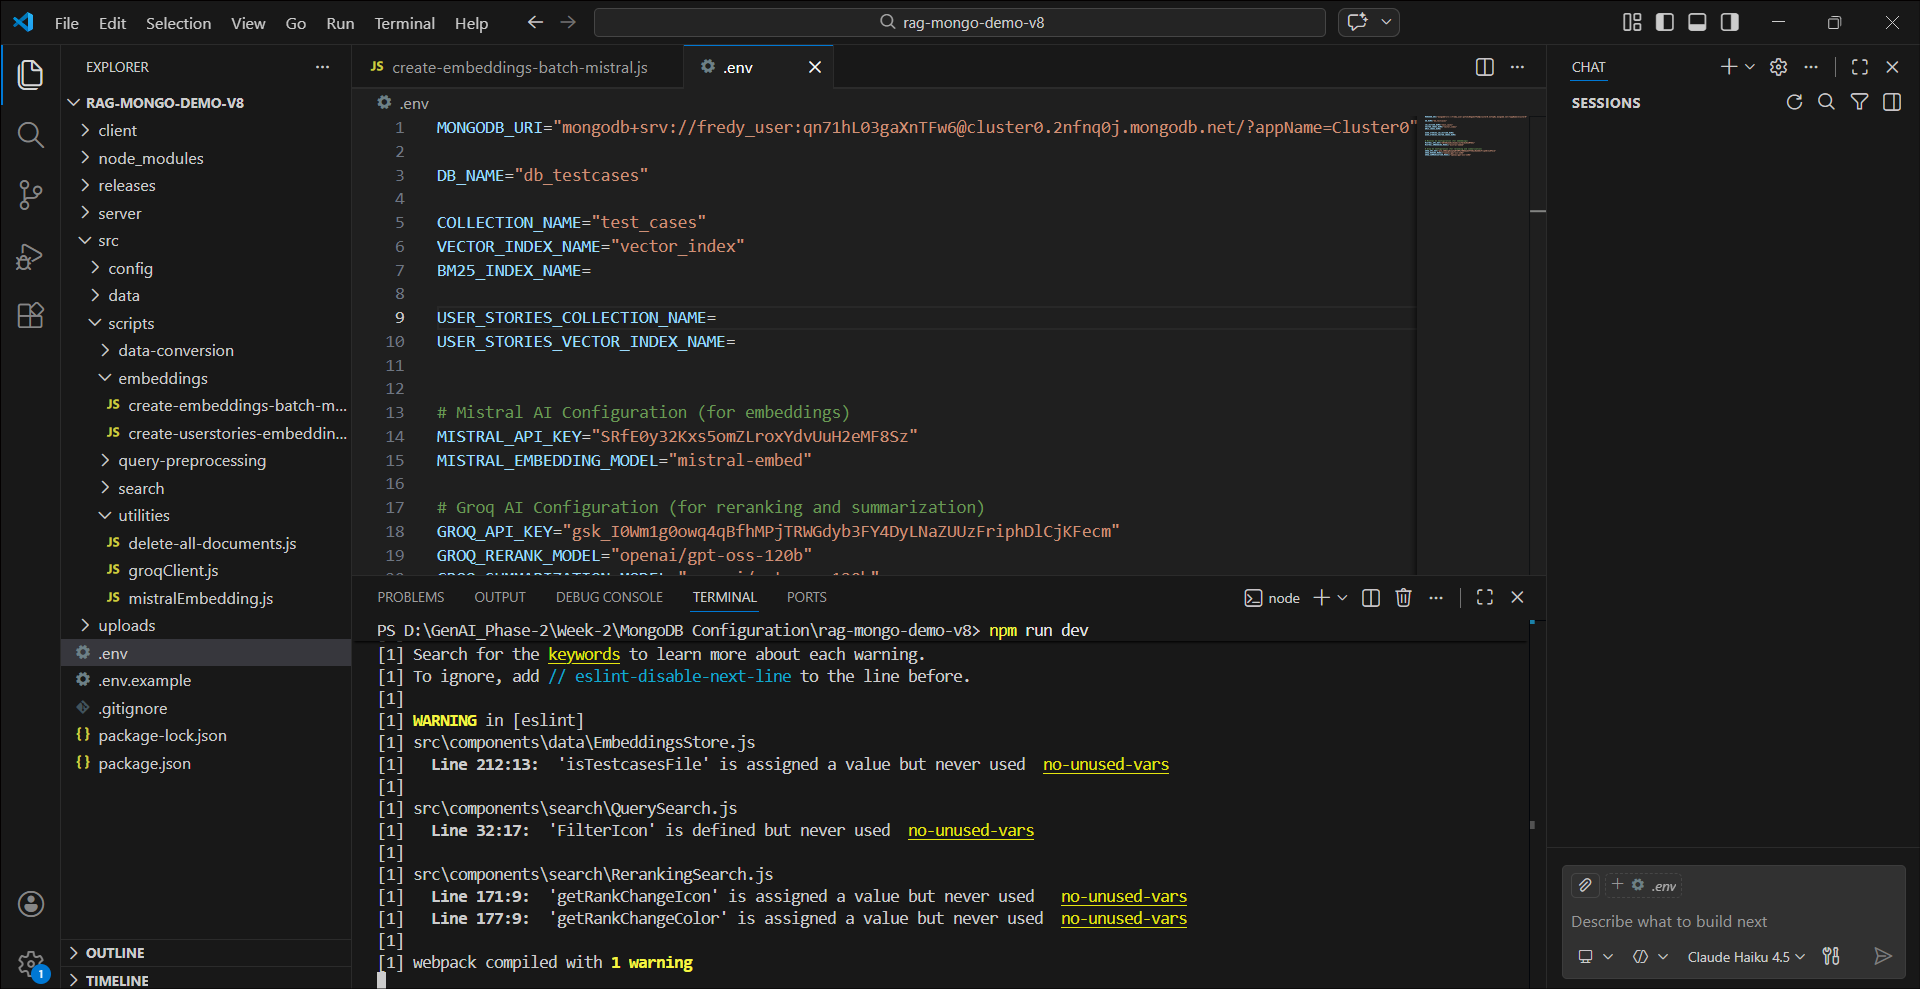 File Edit Selection View Go Run Terminal Help
rag-mongo-demo-v8
EXPLORER
RAG-MONGO-DEMO-V8
client
node_modules
releases
server
src
config
data
scripts
data-conversion
embeddings
JS create-embeddings-batch-m...
JS create-userstories-embeddin...
query-preprocessing
search
utilities
JS delete-all-documents.js
JS groqClient.js
JS mistralEmbedding.js
uploads
.env
.env.example
.gitignore
{} package-lock.json
{} package.json
OUTLINE
TIMELINE
1
JS create-embeddings-batch-mistral.js
.env
.env
1 MONGODB_URI="mongodb+srv://fredy_user:qn71hL03gaXnTFw6@cluster0.2nfnq0j.mongodb.net/?appName=Cluster0"
2
3 DB_NAME="db_testcases"
4
5 COLLECTION_NAME="test_cases"
6 VECTOR_INDEX_NAME="vector_index"
7 BM25_INDEX_NAME=
8
9 USER_STORIES_COLLECTION_NAME=
10 USER_STORIES_VECTOR_INDEX_NAME=
11
12
13 # Mistral AI Configuration (for embeddings)
14 MISTRAL_API_KEY="SRfE0y32Kxs5omZLroxYdvUuH2eMF8Sz"
15 MISTRAL_EMBEDDING_MODEL="mistral-embed"
16
17 # Groq AI Configuration (for reranking and summarization)
18 GROQ_API_KEY="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"
19 GROQ_RERANK_MODEL="openai/gpt-oss-120b"
PROBLEMS OUTPUT DEBUG CONSOLE TERMINAL PORTS
node
PS D:\GenAI_Phase-2\Week-2\MongoDB Configuration\rag-mongo-demo-v8> npm run dev
[1] Search for the keywords to learn more about each warning.
[1] To ignore, add // eslint-disable-next-line to the line before.
[1]
[1] WARNING in [eslint]
[1] src\components\data\EmbeddingsStore.js
[1] Line 212:13: 'isTestcasesFile' is assigned a value but never used no-unused-vars
[1]
[1] src\components\search\QuerySearch.js
[1] Line 32:17: 'FilterIcon' is defined but never used no-unused-vars
[1]
[1] src\components\search\RerankingSearch.js
[1] Line 171:9: 'getRankChangeIcon' is assigned a value but never used no-unused-vars
[1] Line 177:9: 'getRankChangeColor' is assigned a value but never used no-unused-vars
[1]
[1] webpack compiled with 1 warning
CHAT
SESSIONS
.env
Describe what to build next
Claude Haiku 4.5